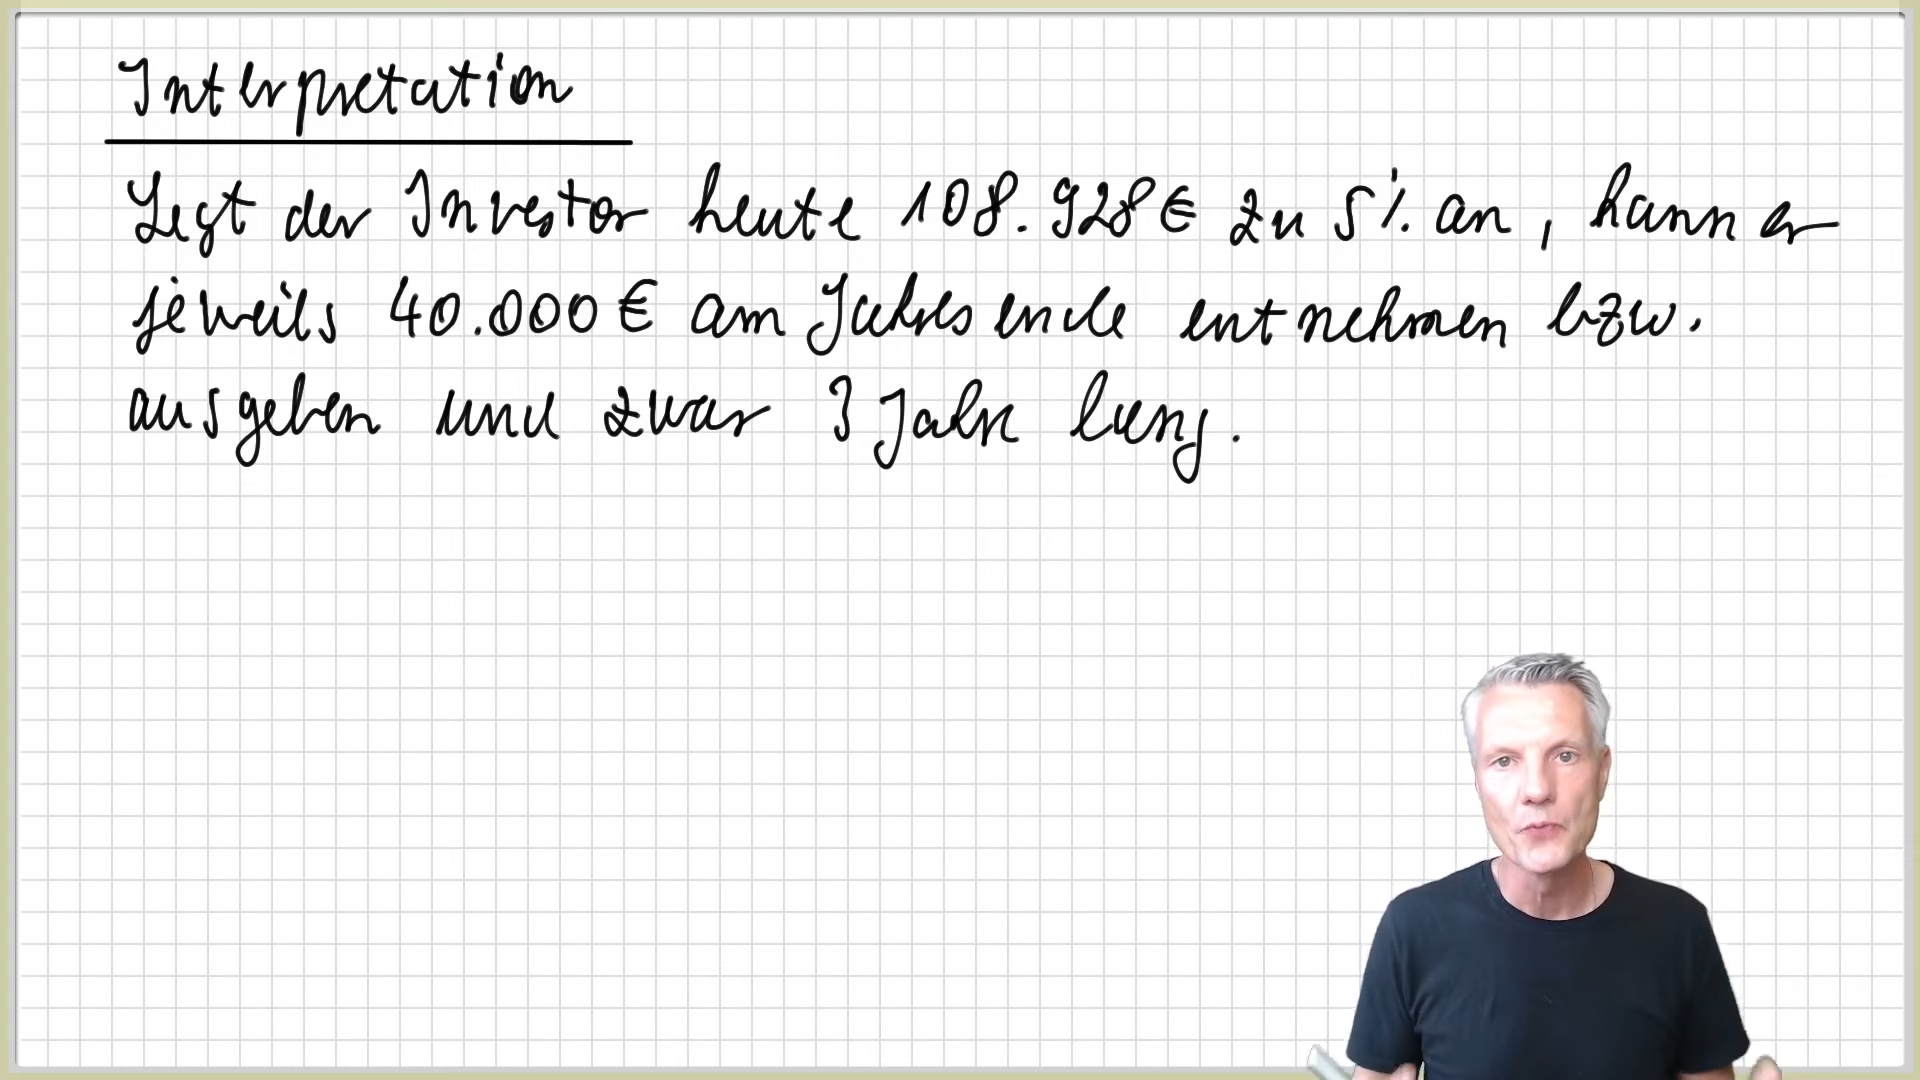 Interpretation
Legt der Investor heute 108.928€ zu 5% an, kann er
jeweils 40.000€ am Jahresende entnehmen bzw.
ausgeben und zwar 3 Jahre lang.